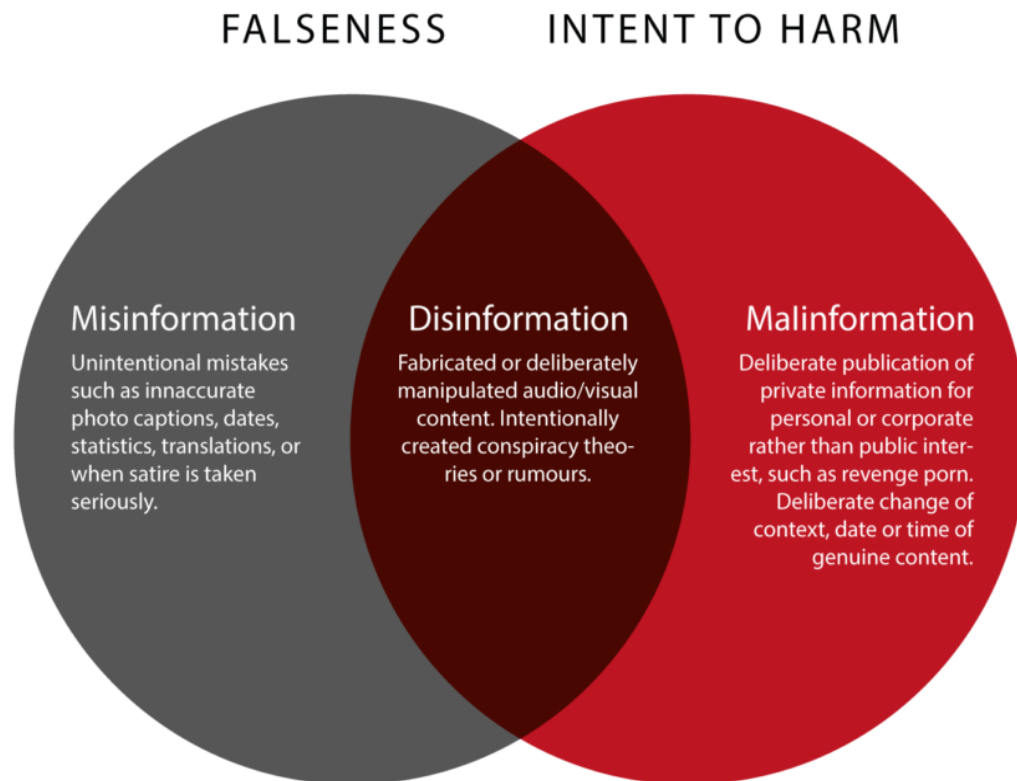 FALSENESS
INTENT TO HARM
Misinformation
Unintentional mistakes
such as innaccurate
photo captions, dates,
statistics, translations, or
when satire is taken
seriously.
Disinformation
Fabricated or deliberately
manipulated audio/visual
content. Intentionally
created conspiracy theo-
ries or rumours.
Malinformation
Deliberate publication of
private information for
personal or corporate
rather than public inter-
est, such as revenge porn.
Deliberate change of
context, date or time of
genuine content.